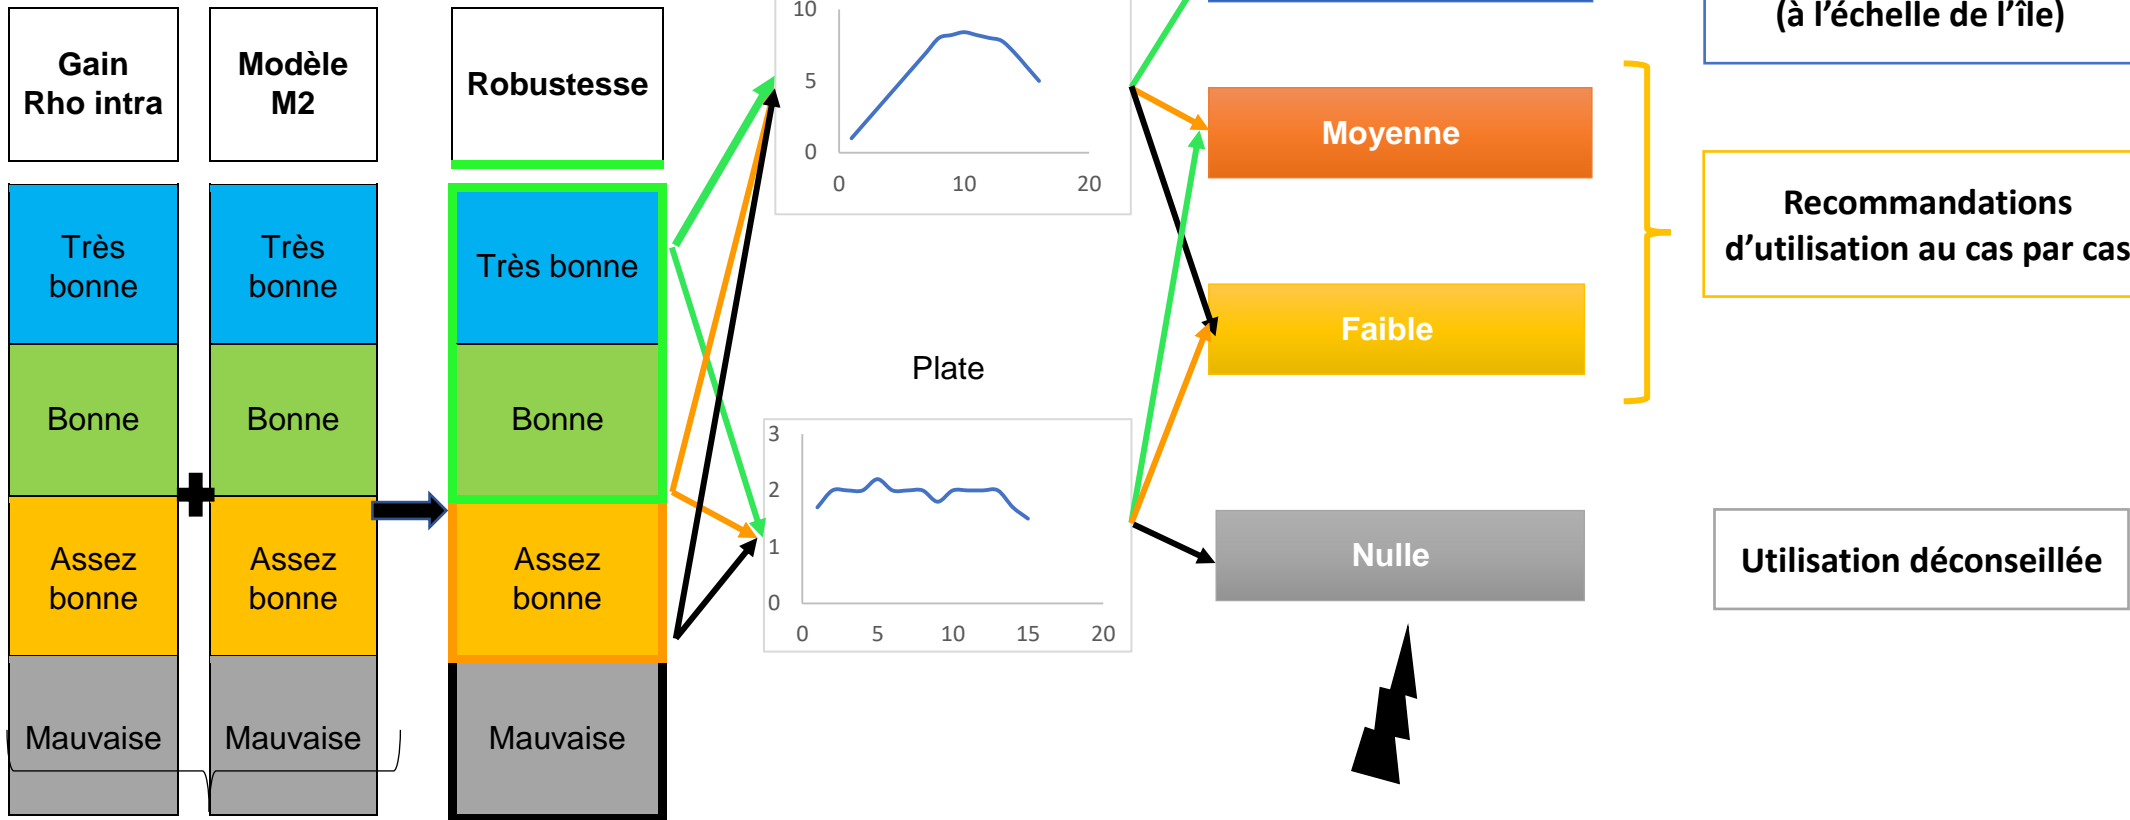 Gain
Rho intra
Modèle
M2
Robustesse
Très
bonne
Très
bonne
Très bonne
Bonne
Bonne
Bonne
Assez
bonne
Assez
bonne
Assez
bonne
Mauvaise
Mauvaise
Mauvaise
10
5
0
0
10
20
Plate
3
2
1
0
0
5
10
15
20
Moyenne
Faible
Nulle
(à l’échelle de l’île)
Recommandations
d’utilisation au cas par cas
Utilisation déconseillée